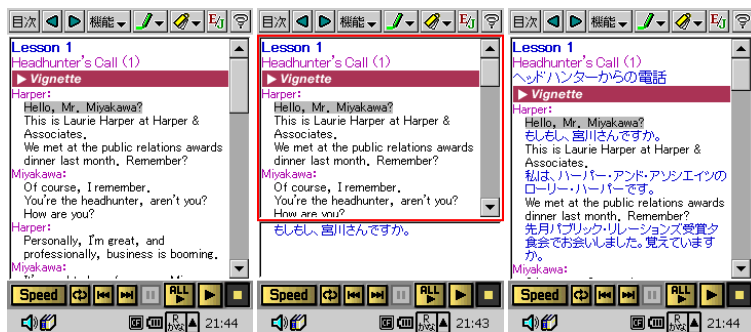 目次 機能 E/J ?
Lesson 1
Headhunter's Call (1)
▶ Vignette
Harper:
Hello, Mr. Miyakawa?
This is Laurie Harper at Harper &
Associates.
We met at the public relations awards
dinner last month. Remember?
Miyakawa:
Of course, I remember.
You're the headhunter, aren't you?
How are you?
Harper:
Personally, I'm great, and
professionally, business is booming.
Miyakawa:
Speed ALL
R かな 21:44
目次 機能 E/J ?
Lesson 1
Headhunter's Call (1)
▶ Vignette
Harper:
Hello, Mr. Miyakawa?
This is Laurie Harper at Harper &
Associates.
We met at the public relations awards
dinner last month. Remember?
Miyakawa:
Of course, I remember.
You're the headhunter, aren't you?
How are you?
もしもし、宮川さんですか。
Speed ALL
R かな 21:43
目次 機能 E/J ?
Lesson 1
Headhunter's Call (1)
ヘッドハンターからの電話
▶ Vignette
Harper:
Hello, Mr. Miyakawa?
もしもし、宮川さんですか。
This is Laurie Harper at Harper &
Associates.
私は、ハーパー・アンド・アソシエイツの
ローリー・ハーパーです。
We met at the public relations awards
dinner last month. Remember?
先月パブリック・リレーションズ受賞夕
食会でお会いしました。覚えています
か。
Miyakawa:
Speed ALL
R かな 21:44